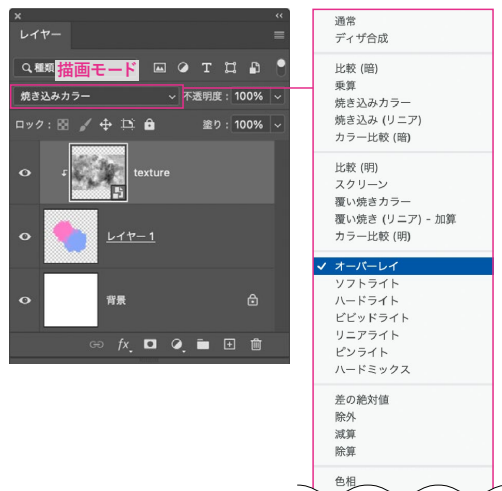 レイヤー
種類
描画モード
焼き込みカラー
不透明度： 100%
ロック：
塗り： 100%
texture
レイヤー 1
背景
fx
通常
ディザ合成
比較 (暗)
乗算
焼き込みカラー
焼き込み (リニア)
カラー比較 (暗)
比較 (明)
スクリーン
覆い焼きカラー
覆い焼き (リニア) - 加算
カラー比較 (明)
オーバーレイ
ソフトライト
ハードライト
ビビッドライト
リニアライト
ピンライト
ハードミックス
差の絶対値
除外
減算
除算
色相